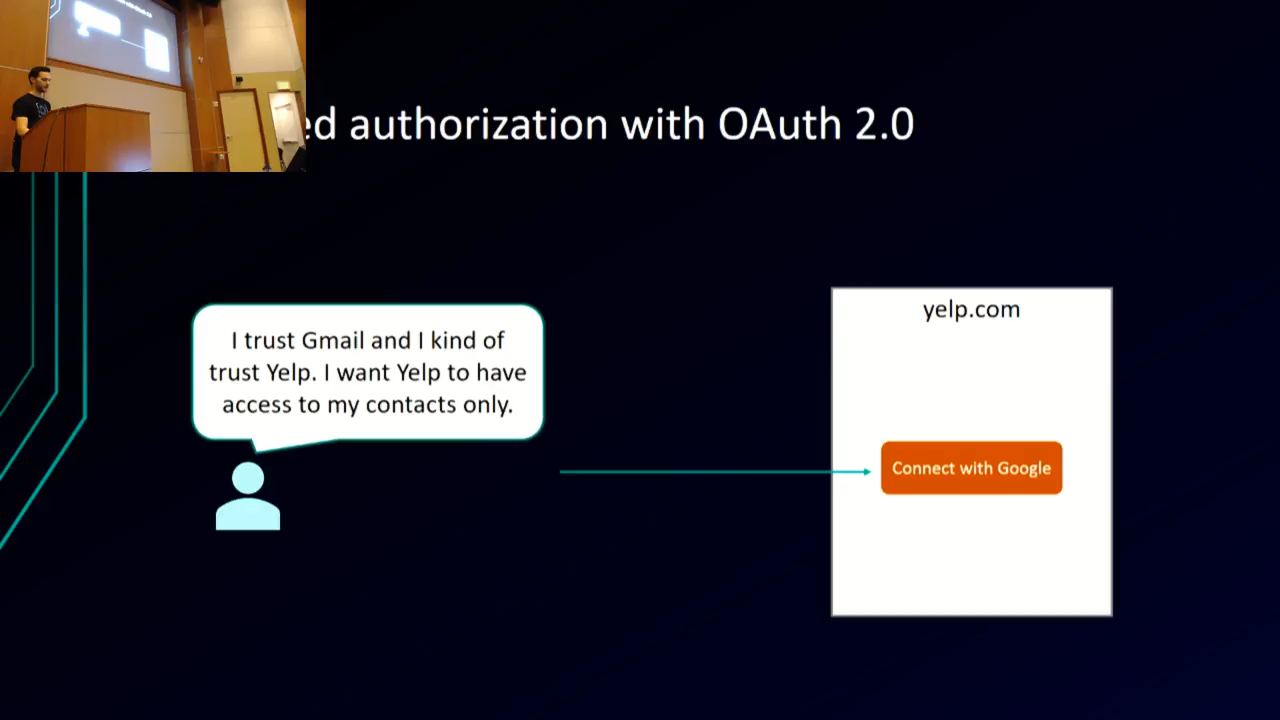 ed authorization with OAuth 2.0
I trust Gmail and I kind of
trust Yelp. I want Yelp to have
access to my contacts only.
yelp.com
Connect with Google